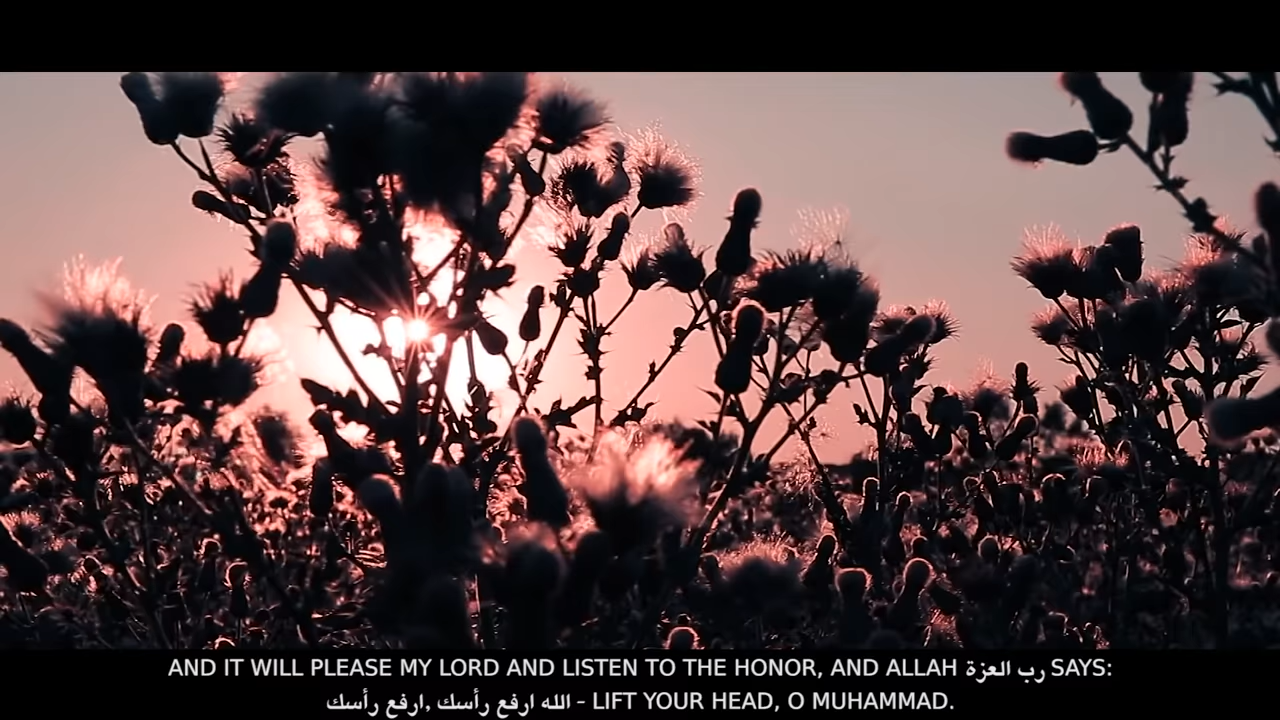 AND IT WILL PLEASE MY LORD AND LISTEN TO THE HONOR, AND ALLAH رب العزة SAYS:
الله ارفع رأسك ,ارفع رأسك - LIFT YOUR HEAD, O MUHAMMAD.